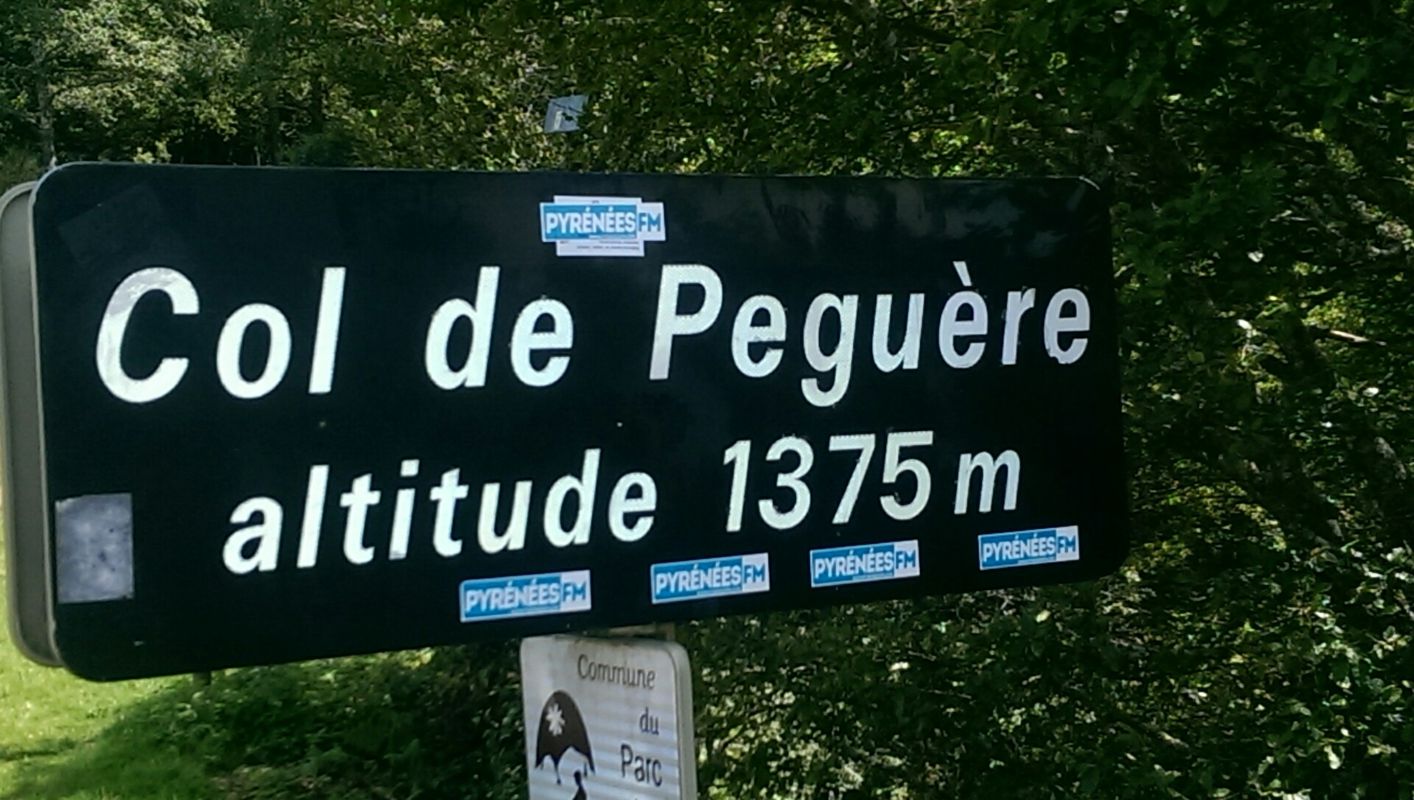 PYRÉNÉES FM
Col de Peguère
altitude 1375 m
PYRÉNÉES FM
PYRÉNÉES FM
PYRÉNÉES FM
PYRÉNÉES FM
Commune
du
Parc